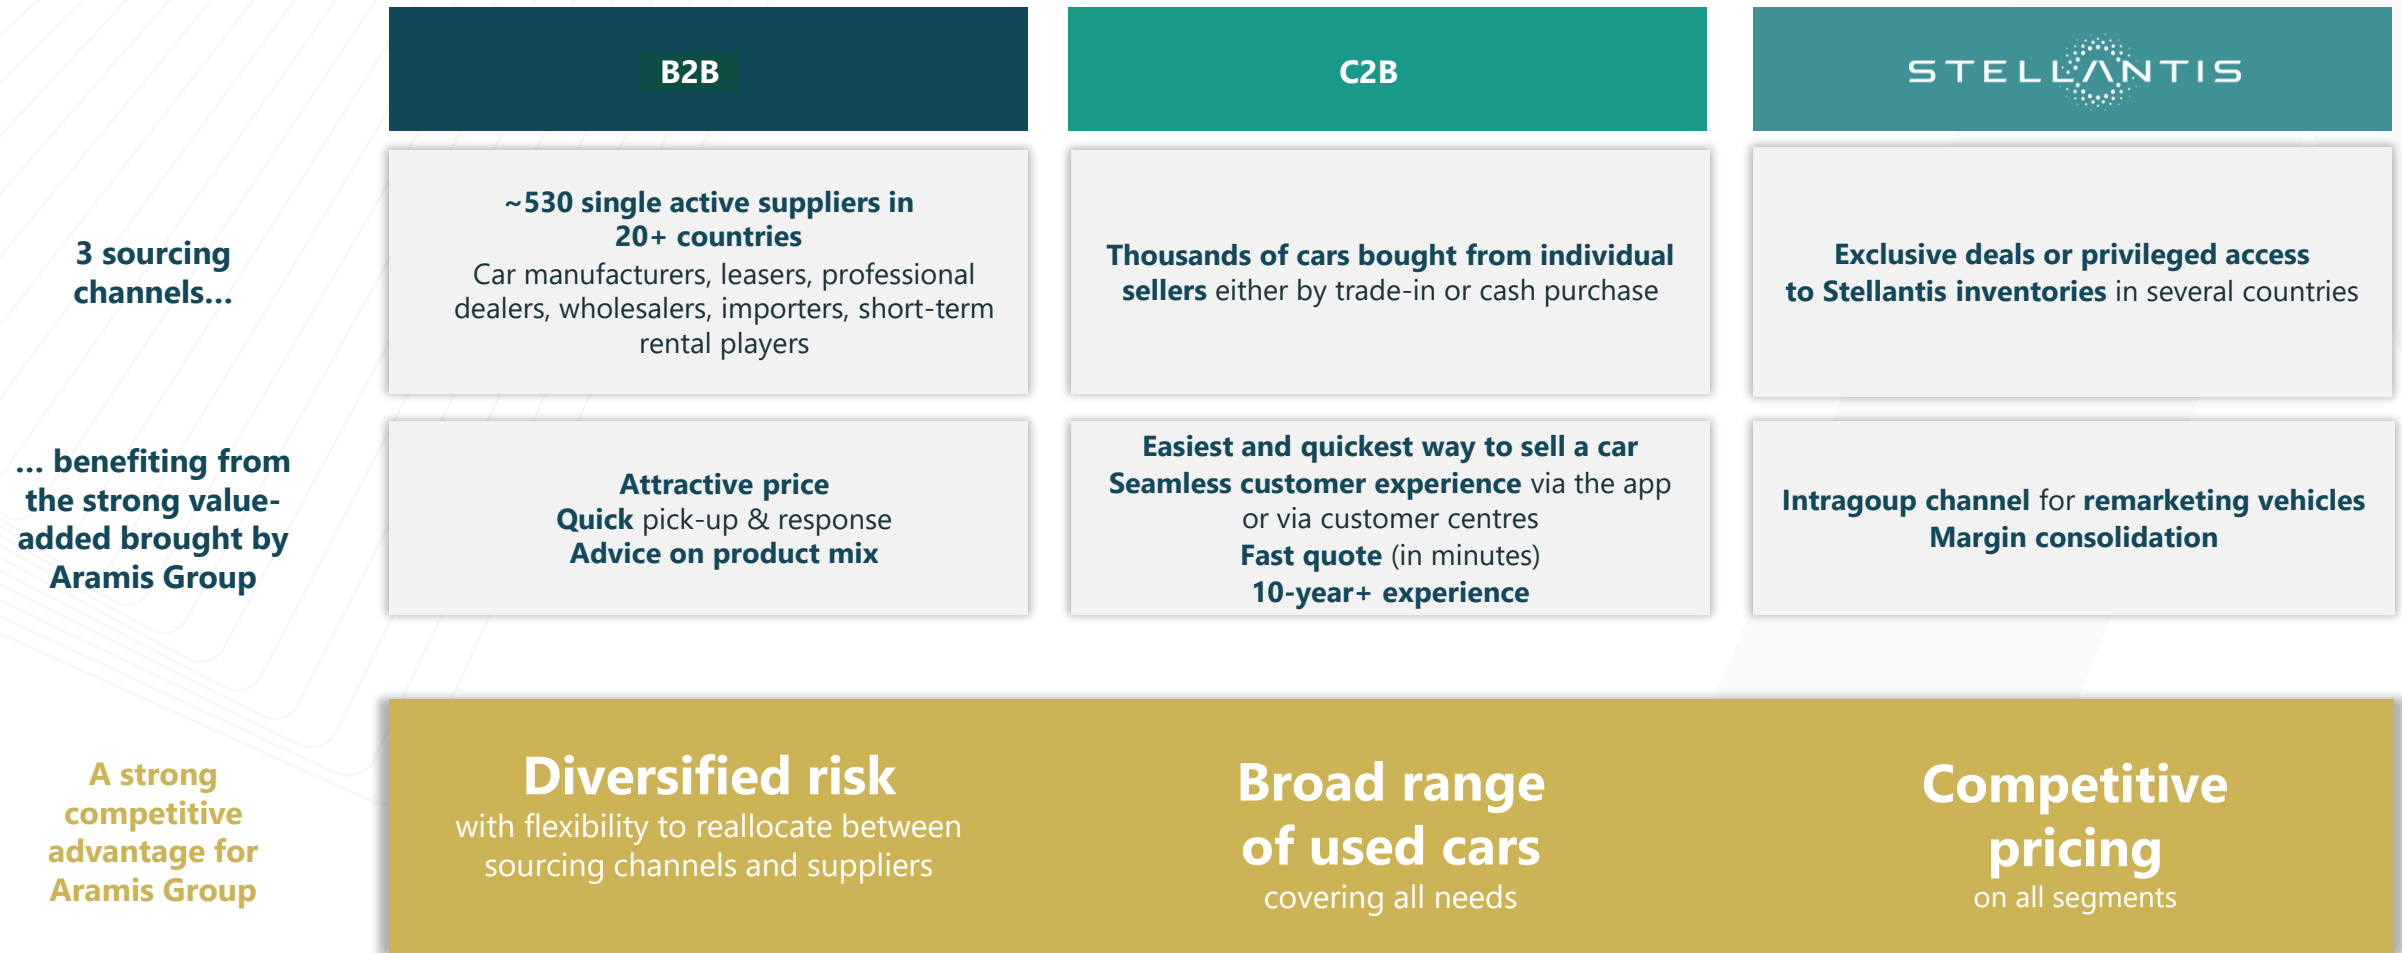 B2B
C2B
STELLANTIS
3 sourcing
channels...
~530 single active suppliers in
20+ countries
Car manufacturers, leasers, professional
dealers, wholesalers, importers, short-term
rental players
Thousands of cars bought from individual
sellers either by trade-in or cash purchase
Exclusive deals or privileged access
to Stellantis inventories in several countries
... benefiting from
the strong value-
added brought by
Aramis Group
Attractive price
Quick pick-up & response
Advice on product mix
Easiest and quickest way to sell a car
Seamless customer experience via the app
or via customer centres
Fast quote (in minutes)
10-year+ experience
Intragoup channel for remarketing vehicles
Margin consolidation
A strong
competitive
advantage for
Aramis Group
Diversified risk
with flexibility to reallocate between
sourcing channels and suppliers
Broad range
of used cars
covering all needs
Competitive
pricing
on all segments